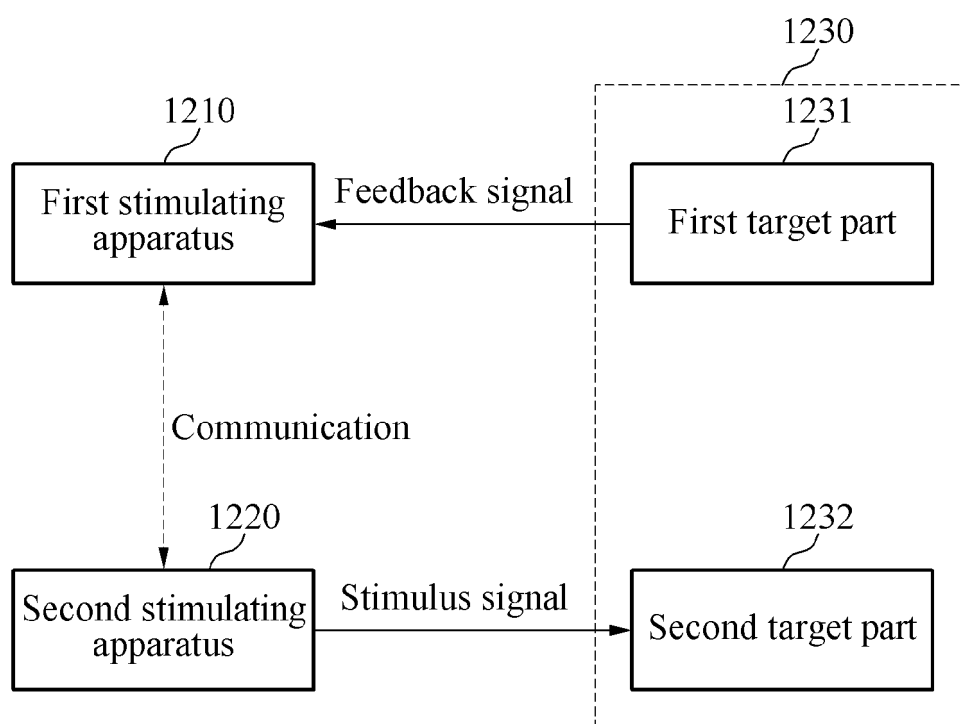 1230
1210
1231
First stimulating
apparatus
Feedback signal
First target part
Communication
1220
1232
Second stimulating
apparatus
Stimulus signal
Second target part